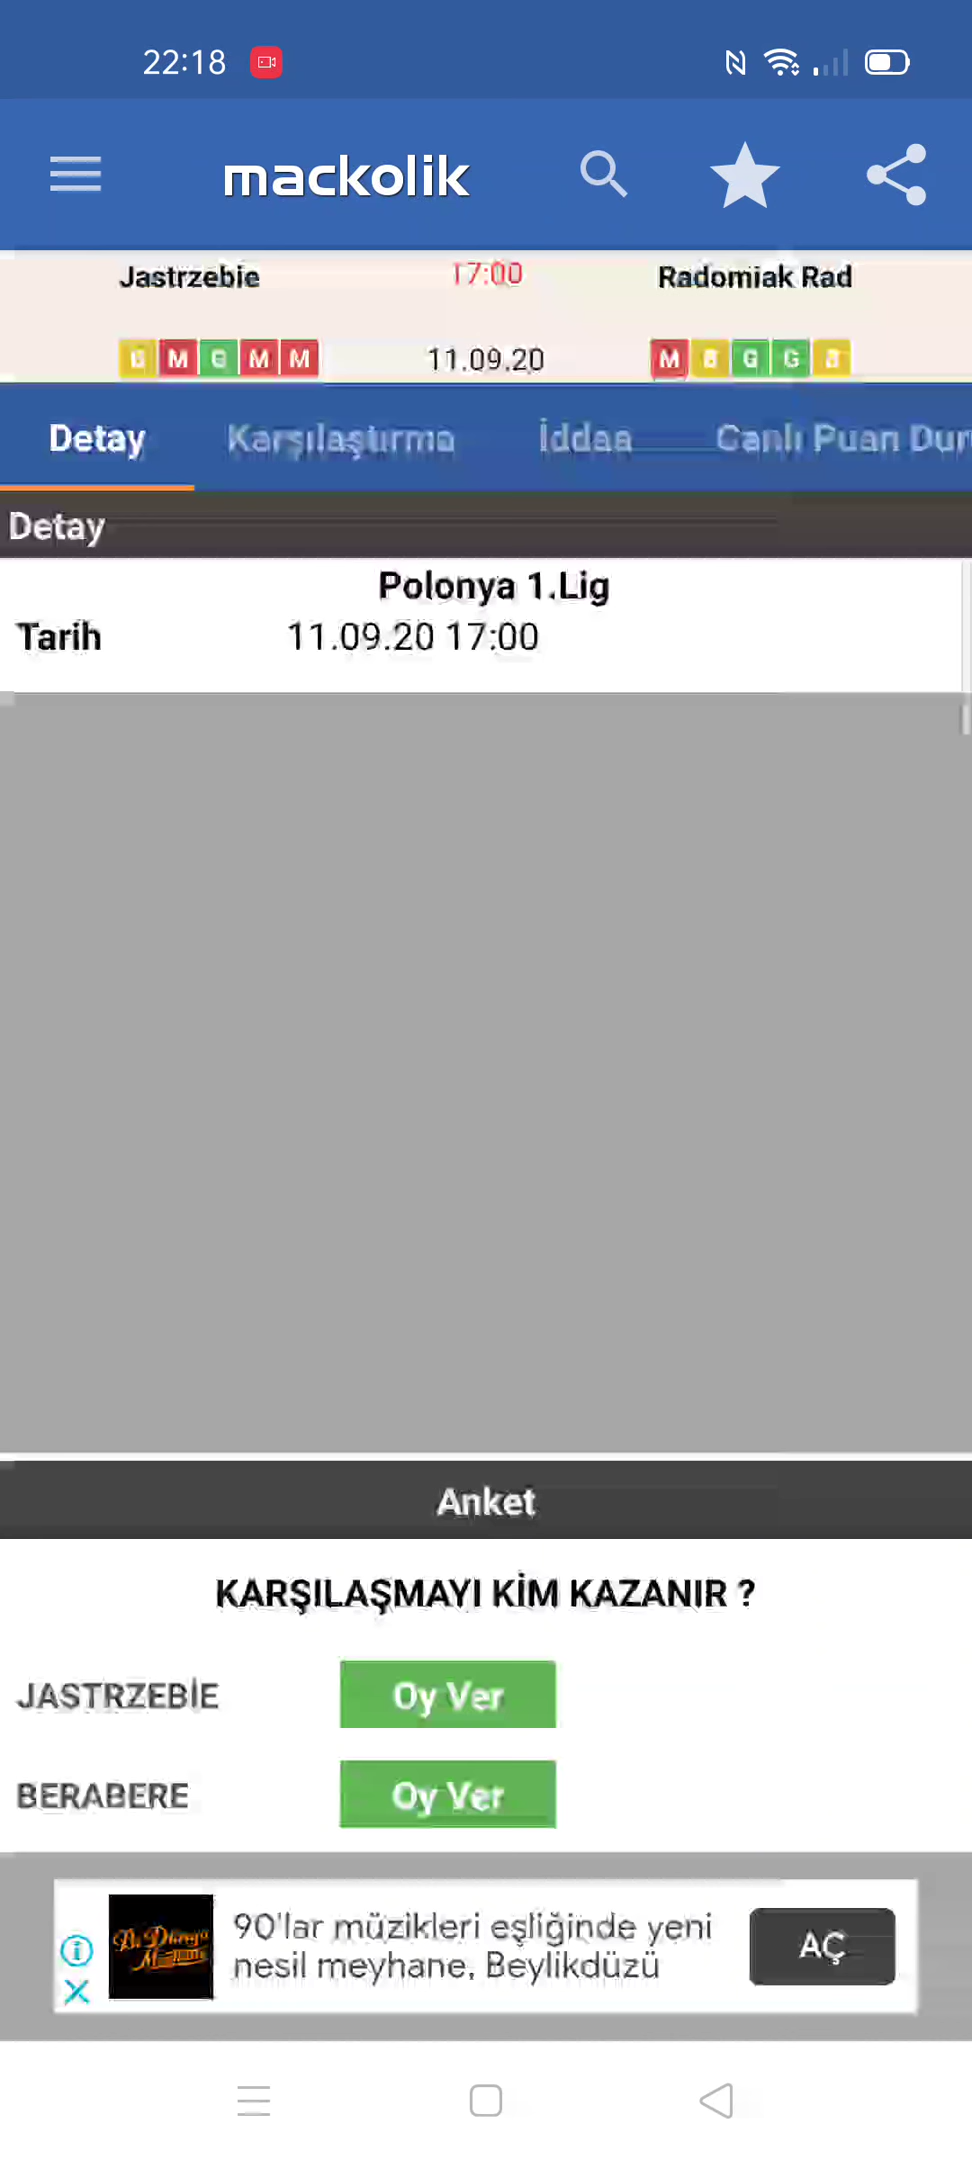 22:18
mackolik
Jastrzebie 17:00 Radomiak Rad
M G M M 11.09.20 M B G G B
Detay Karşılaştırma İddaa Canlı Puan Dur
Detay
Polonya 1.Lig
Tarih 11.09.20 17:00
Anket
KARŞILAŞMAYI KİM KAZANIR ?
JASTRZEBİE Oy Ver
BERABERE Oy Ver
90'lar müzikleri eşliğinde yeni
nesil meyhane, Beylikdüzü
AÇ